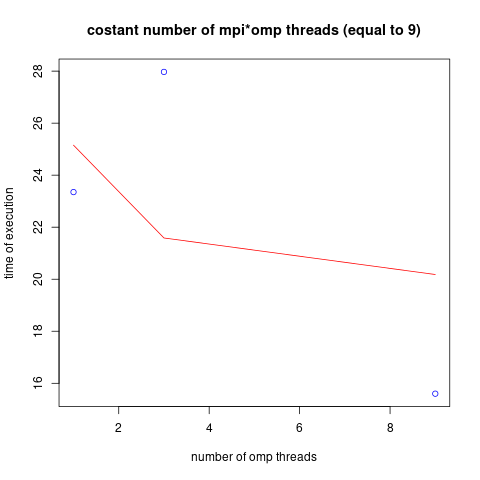 costant number of mpi*omp threads (equal to 9)
28
26
24
22
20
18
16
time of execution
2 4 6 8
number of omp threads